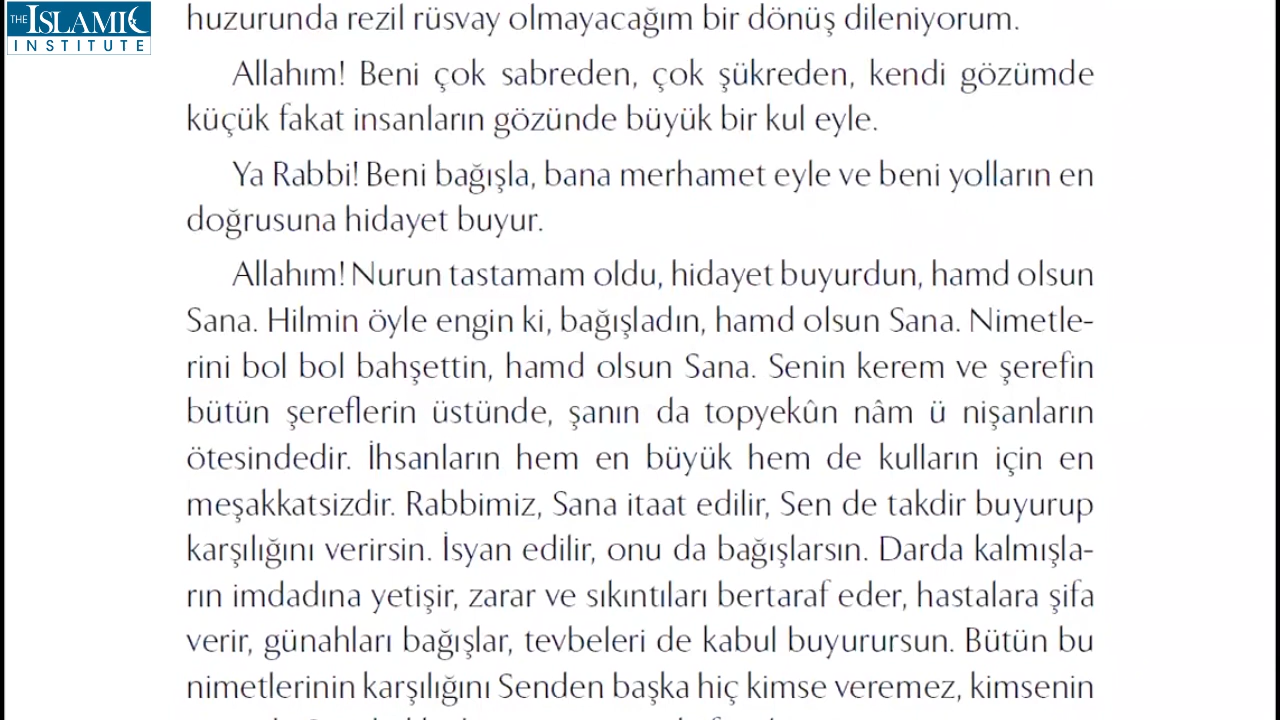 THE ISLAMIC
INSTITUTE
huzurunda rezil rüsvay olmayacağım bir dönüş dileniyorum.
Allahım! Beni çok sabreden, çok şükreden, kendi gözümde
küçük fakat insanların gözünde büyük bir kul eyle.
Ya Rabbi! Beni bağışla, bana merhamet eyle ve beni yolların en
doğrusuna hidayet buyur.
Allahım! Nurun tastamam oldu, hidayet buyurdun, hamd olsun
Sana. Hilmin öyle engin ki, bağışladın, hamd olsun Sana. Nimetle-
rini bol bol bahşettin, hamd olsun Sana. Senin kerem ve şerefin
bütün şereflerin üstünde, şanın da topyekûn nâm ü nişanların
ötesindedir. İhsanların hem en büyük hem de kulların için en
meşakkatsizdir. Rabbimiz, Sana itaat edilir, Sen de takdir buyurup
karşılığını verirsin. İsyan edilir, onu da bağışlarsın. Darda kalmışla-
rın imdadına yetişir, zarar ve sıkıntıları bertaraf eder, hastalara şifa
verir, günahları bağışlar, tevbeleri de kabul buyurursun. Bütün bu
nimetlerinin karşılığını Senden başka hiç kimse veremez, kimsenin